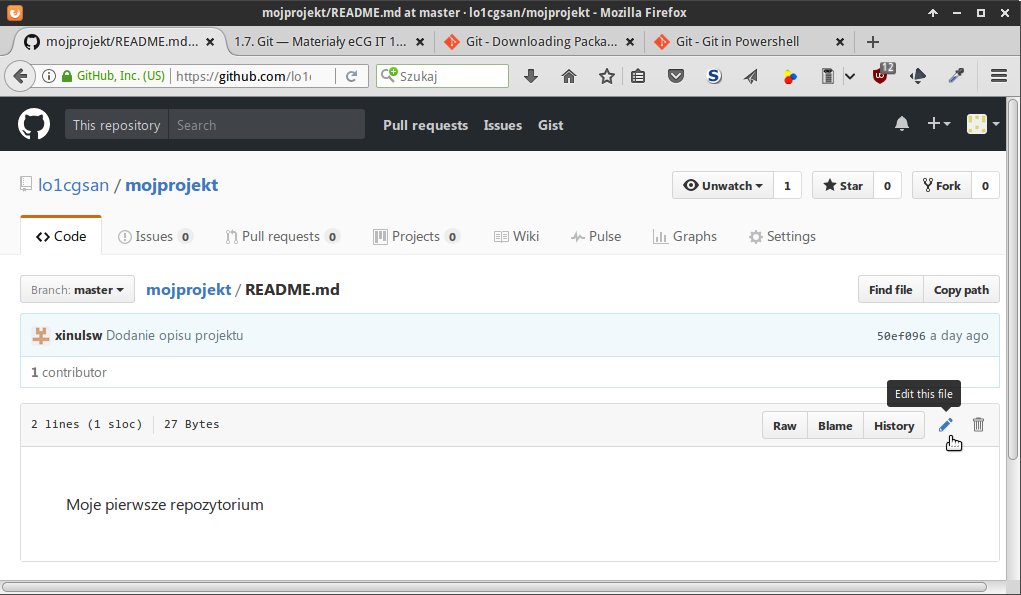 mojprojekt/README.md at master · lo1cgsan/mojprojekt - Mozilla Firefox
mojprojekt/README.md... 1.7. Git — Materiały eCG IT 1... Git - Downloading Packa... Git - Git in Powershell
GitHub, Inc. (US) https://github.com/lo1 Szukaj S 12
This repository Search Pull requests Issues Gist
lo1cgsan / mojprojekt Unwatch 1 Star 0 Fork 0
Code Issues 0 Pull requests 0 Projects 0 Wiki Pulse Graphs Settings
Branch: master mojprojekt / README.md Find file Copy path
xinulsw Dodanie opisu projektu 50ef096 a day ago
1 contributor
Edit this file
2 lines (1 sloc) 27 Bytes Raw Blame History
Moje pierwsze repozytorium